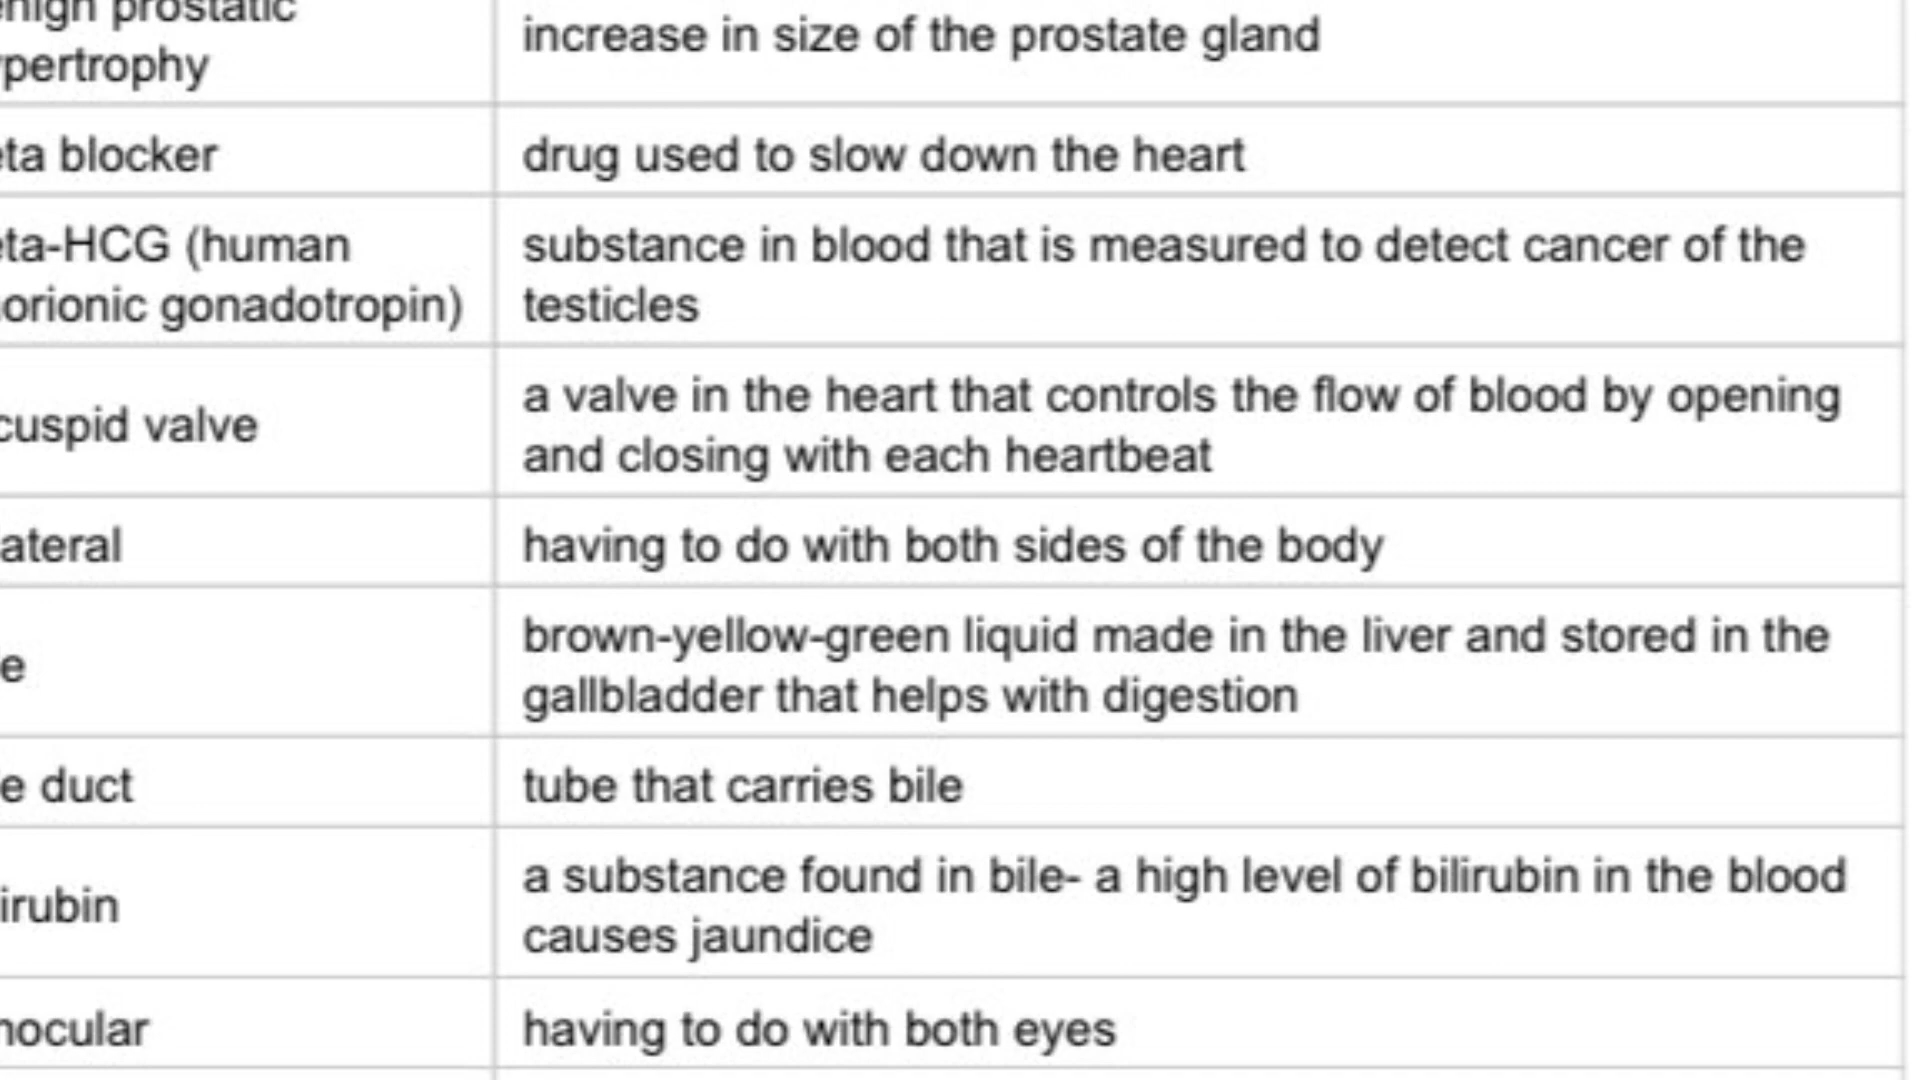 enign prostatic
ypertrophy
increase in size of the prostate gland
eta blocker
drug used to slow down the heart
eta-HCG (human
orionic gonadotropin)
substance in blood that is measured to detect cancer of the
testicles
cuspid valve
a valve in the heart that controls the flow of blood by opening
and closing with each heartbeat
ateral
having to do with both sides of the body
e
brown-yellow-green liquid made in the liver and stored in the
gallbladder that helps with digestion
e duct
tube that carries bile
irubin
a substance found in bile- a high level of bilirubin in the blood
causes jaundice
nocular
having to do with both eyes